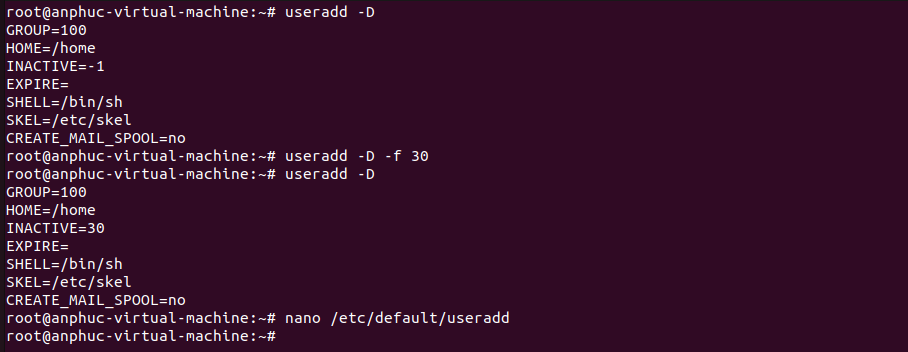 root@anphuc-virtual-machine:~# useradd -D
GROUP=100
HOME=/home
INACTIVE=-1
EXPIRE=
SHELL=/bin/sh
SKEL=/etc/skel
CREATE_MAIL_SPOOL=no
root@anphuc-virtual-machine:~# useradd -D -f 30
root@anphuc-virtual-machine:~# useradd -D
GROUP=100
HOME=/home
INACTIVE=30
EXPIRE=
SHELL=/bin/sh
SKEL=/etc/skel
CREATE_MAIL_SPOOL=no
root@anphuc-virtual-machine:~# nano /etc/default/useradd
root@anphuc-virtual-machine:~#